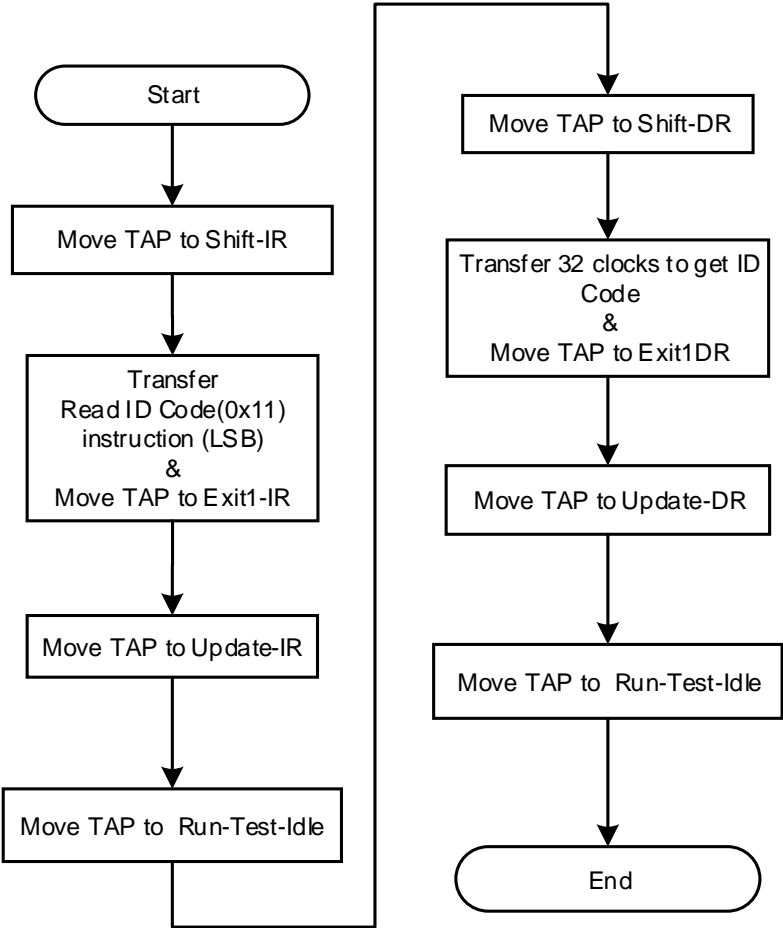 Start
Move TAP to Shift-IR
Transfer
Read ID Code(0x11)
instruction (LSB)
&
Move TAP to Exit1-IR
Move TAP to Update-IR
Move TAP to Run-Test-Idle
Move TAP to Shift-DR
Transfer 32 clocks to get ID
Code
&
Move TAP to Exit1DR
Move TAP to Update-DR
Move TAP to Run-Test-Idle
End